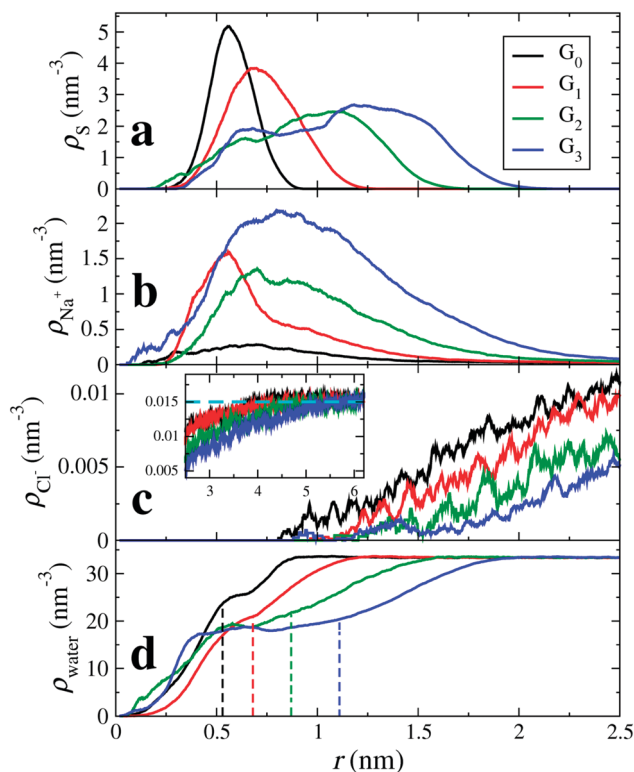 5
4
3
2
1
0
ρS (nm-3)
a
G0
G1
G2
G3
2
1.5
1
0.5
0
ρNa+ (nm-3)
b
0.01
0.005
0
ρCl- (nm-3)
0.015
0.01
0.005
3 4 5 6
c
30
20
10
0
ρwater (nm-3)
d
0 0.5 1 1.5 2 2.5
r (nm)